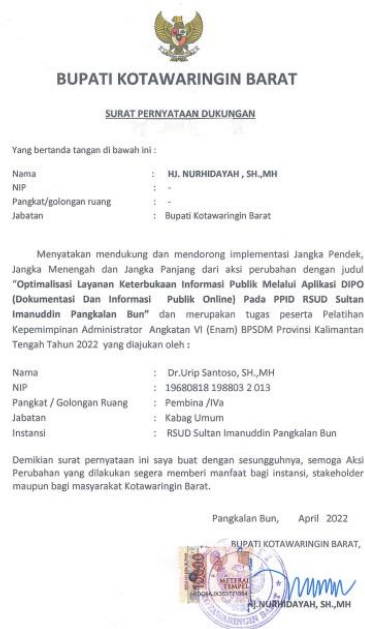 BUPATI KOTAWARINGIN BARAT
SURAT PERNYATAAN DUKUNGAN
Yang bertanda tangan di bawah ini :
Nama : HJ. NURHIDAYAH , SH.,MH
NIP : -
Pangkat/golongan ruang : -
Jabatan : Bupati Kotawaringin Barat
Menyatakan mendukung dan mendorong implementasi Jangka Pendek,
Jangka Menengah dan Jangka Panjang dari aksi perubahan dengan judul
"Optimalisasi Layanan Keterbukaan Informasi Publik Melalui Aplikasi DIPO
(Dokumentasi Dan Informasi Publik Online) Pada PPID RSUD Sultan
Imanuddin Pangkalan Bun" dan merupakan tugas peserta Pelatihan
Kepemimpinan Administrator Angkatan VI (Enam) BPSDM Provinsi Kalimantan
Tengah Tahun 2022 yang diajukan oleh :
Nama : Dr.Urip Santoso, SH.,MH
NIP : 19680818 198803 2 013
Pangkat / Golongan Ruang : Pembina /IVa
Jabatan : Kabag Umum
Instansi : RSUD Sultan Imanuddin Pangkalan Bun
Demikian surat pernyataan ini saya buat dengan sesungguhnya, semoga Aksi
Perubahan yang dilakukan segera memberi manfaat bagi instansi, stakeholder
maupun bagi masyarakat Kotawaringin Barat.
Pangkalan Bun, April 2022
BUPATI KOTAWARINGIN BARAT,
10000
METERAI
TEMPEL
HJ.NURHIDAYAH, SH.,MH
KOTAWARINGIN BARAT